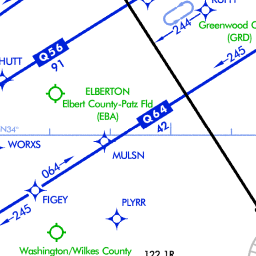 244
Greenwood C
(GRD)
HUTT
Q56
91
245
ELBERTON
Elbert County-Patz Fld
(EBA)
Q64
42
N34°
WORXS
MULSN
064
FIGEY
245
PLYRR
Washington/Wilkes County
122.1R